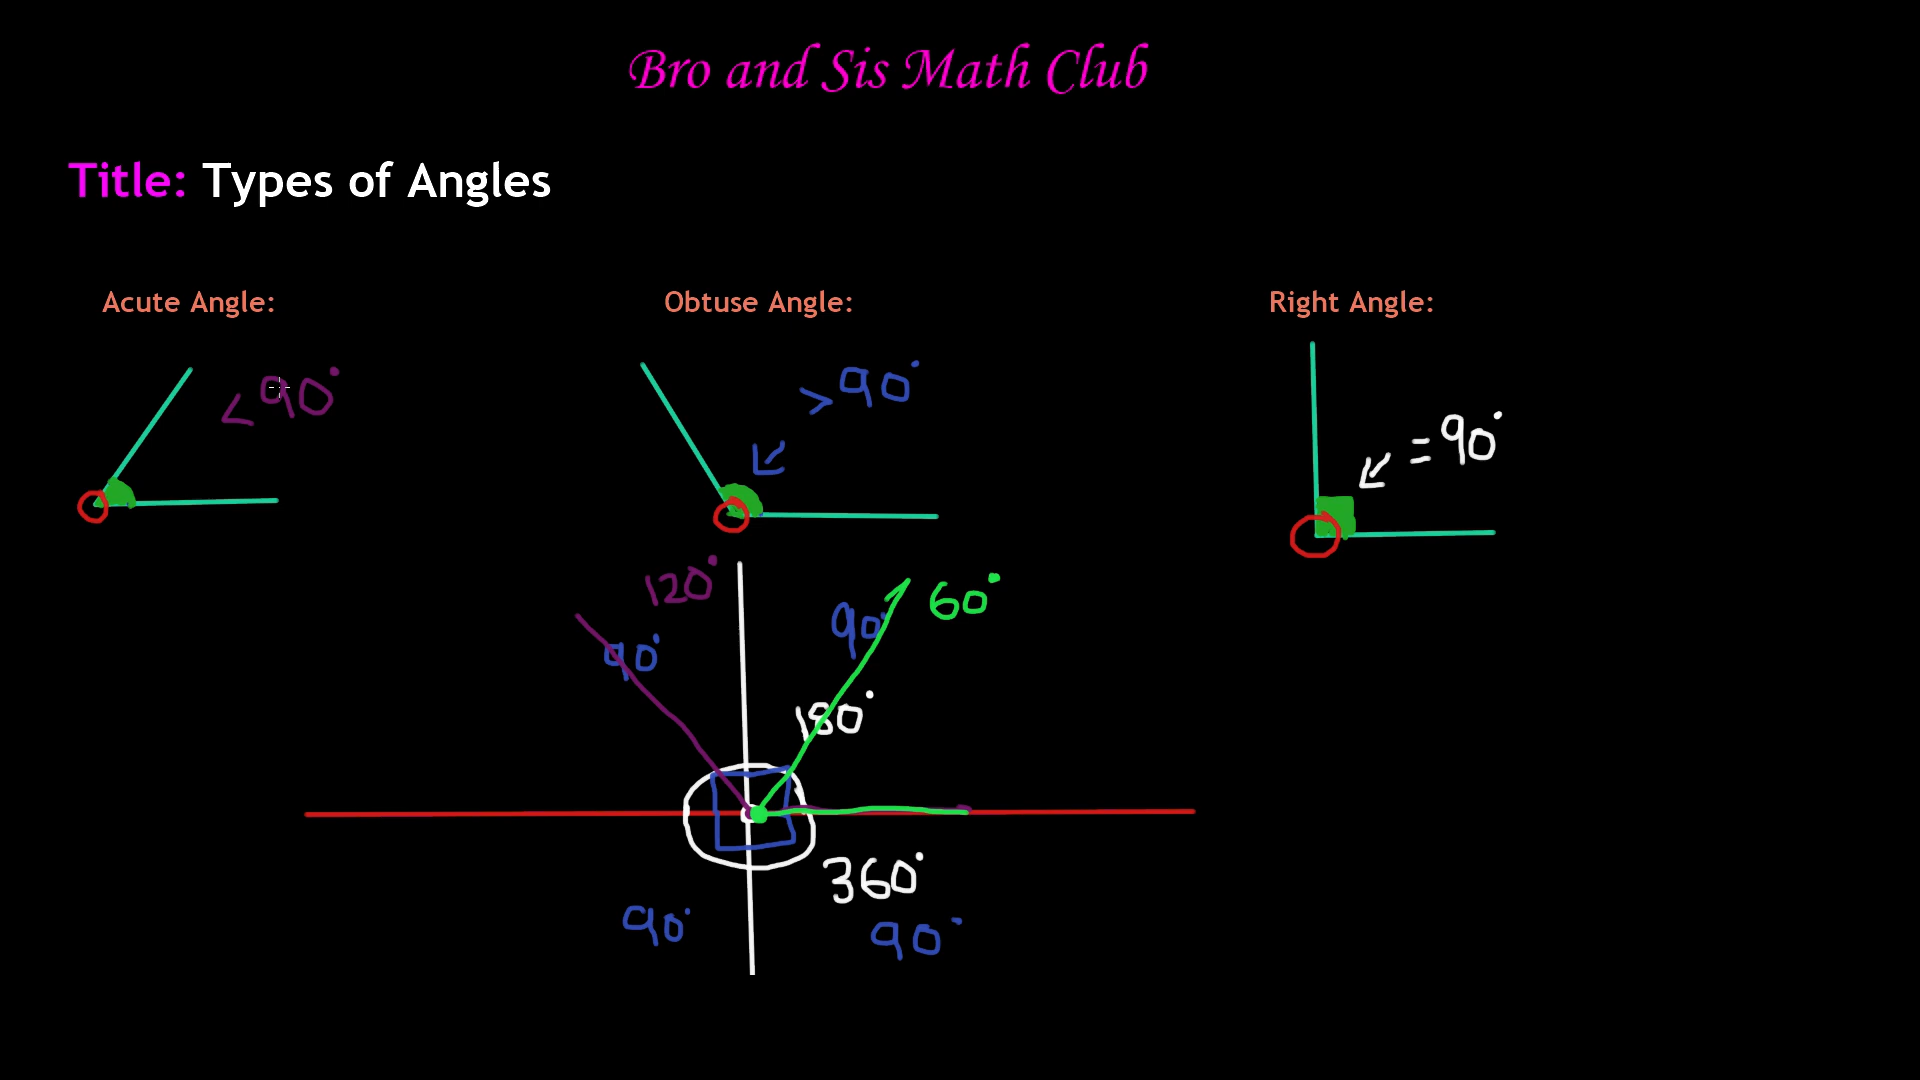 Bro and Sis Math Club
Title: Types of Angles
Acute Angle:
Obtuse Angle:
Right Angle:
<90°
>90°
=90°
120°
60°
90°
90°
180°
360°
90°
90°